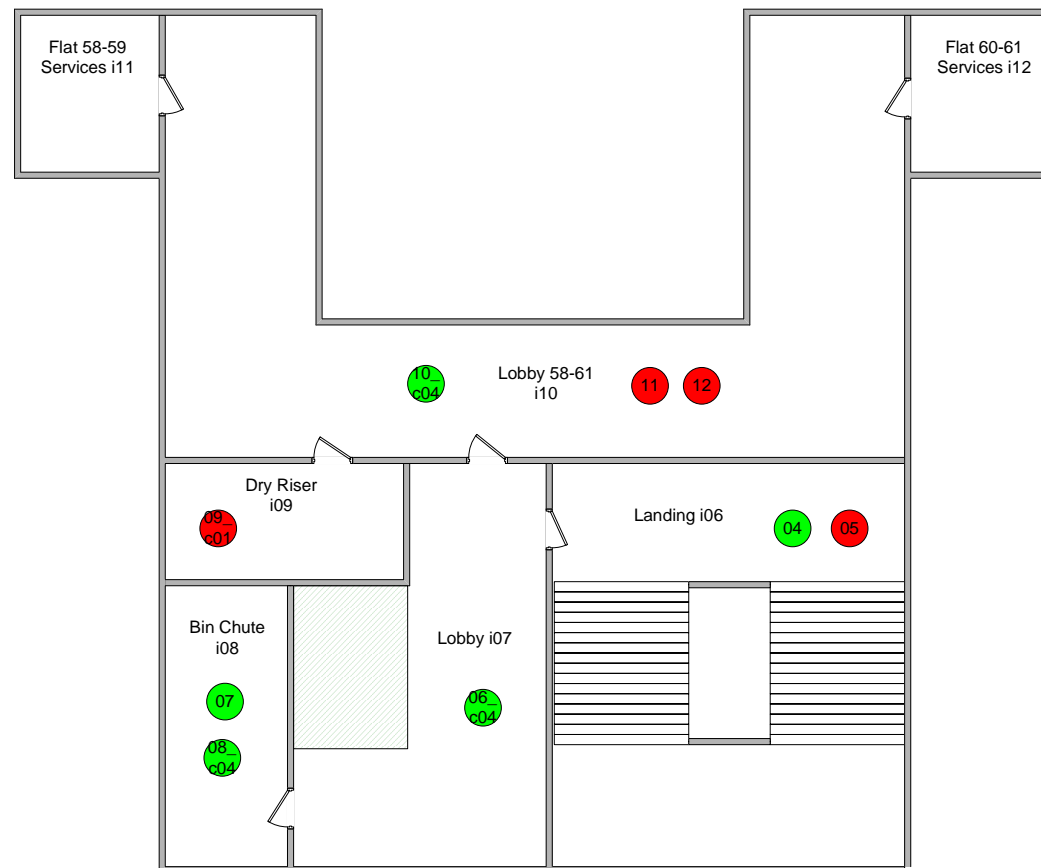 Flat 58-59
Services i11
Flat 60-61
Services i12
10_
c04
Lobby 58-61
i10
11
12
Dry Riser
i09
09_
c01
Landing i06
04
05
Bin Chute
i08
Lobby i07
07
06_
c04
08_
c04